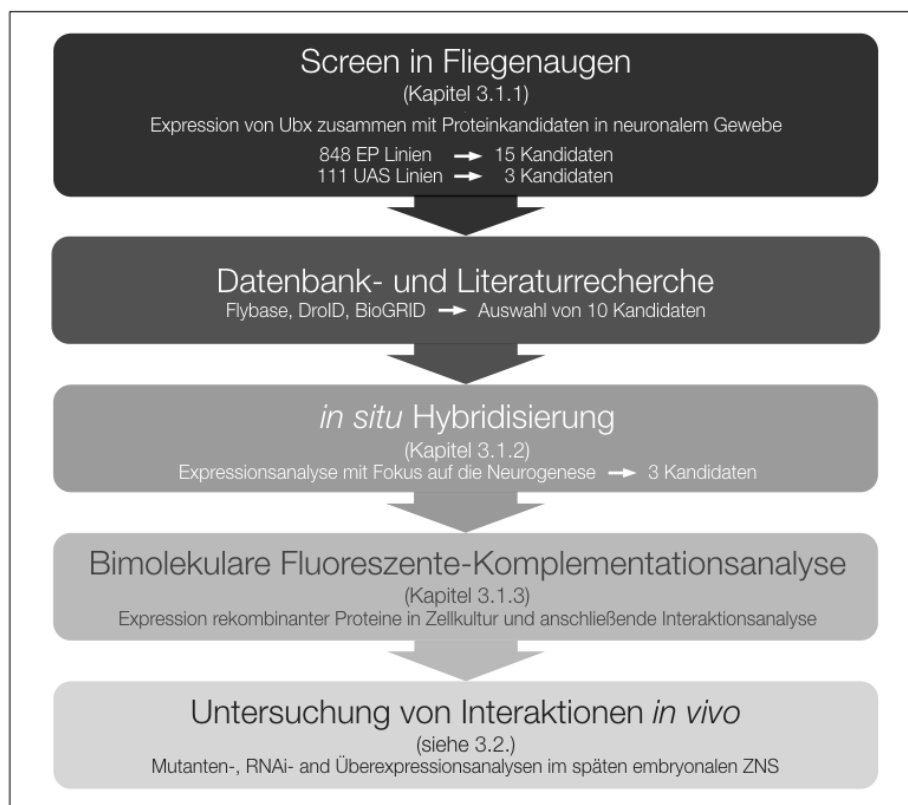 Screen in Fliegenaugen
(Kapitel 3.1.1)
Expression von Ubx zusammen mit Proteinkandidaten in neuronalem Gewebe
848 EP Linien → 15 Kandidaten
111 UAS Linien → 3 Kandidaten
Datenbank- und Literaturrecherche
Flybase, DroID, BioGRID → Auswahl von 10 Kandidaten
in situ Hybridisierung
(Kapitel 3.1.2)
Expressionsanalyse mit Fokus auf die Neurogenese → 3 Kandidaten
Bimolekulare Fluoreszente-Komplementationsanalyse
(Kapitel 3.1.3)
Expression rekombinanter Proteine in Zellkultur und anschließende Interaktionsanalyse
Untersuchung von Interaktionen in vivo
(siehe 3.2.)
Mutanten-, RNAi- and Überexpressionsanalysen im späten embryonalen ZNS